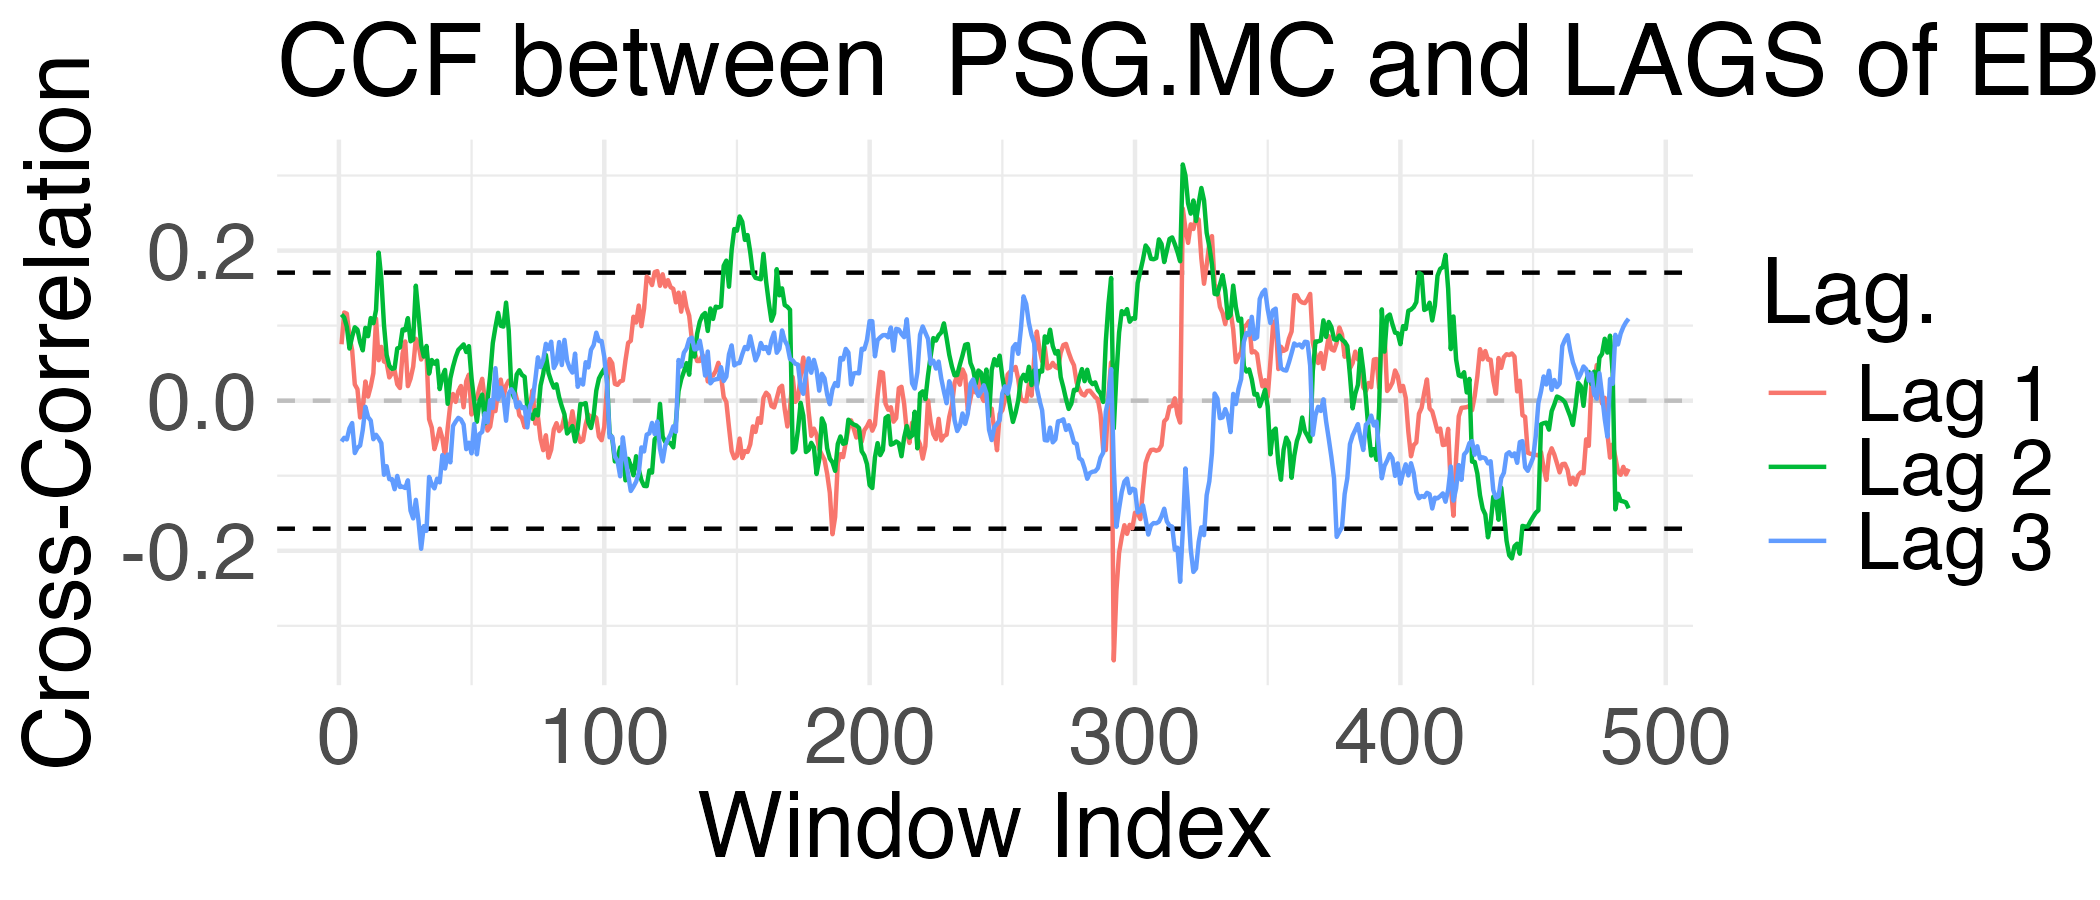 CCF between  PSG.MC and LAGS of EB
Cross-Correlation
0.2
0.0
-0.2
0
100
200
300
400
500
Window Index
Lag.
Lag 1
Lag 2
Lag 3